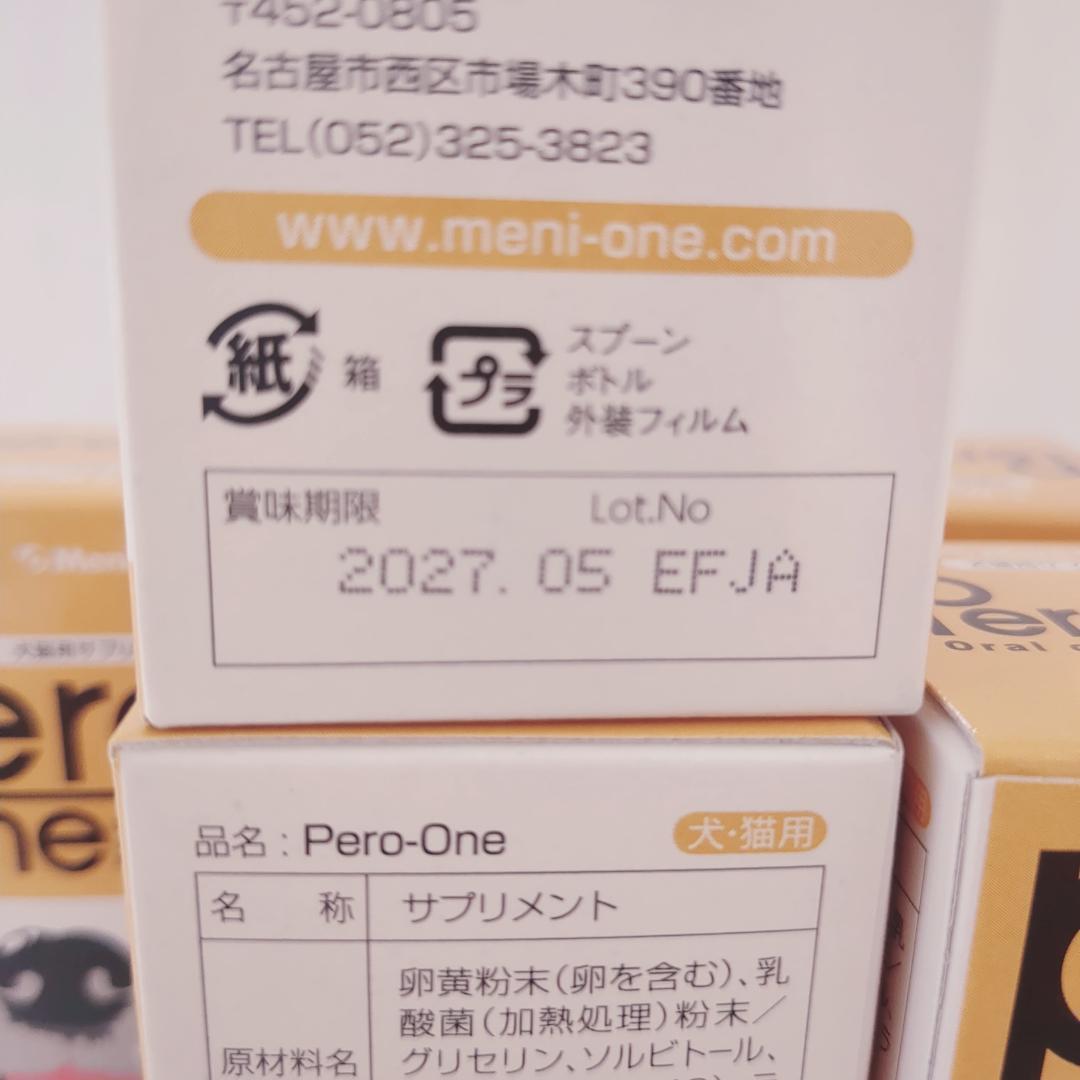 〒452-0805
名古屋市西区市場木町390番地
TEL(052)325-3823
www.meni-one.com
紙 箱
プラ
スプーン
ボトル
外装フィルム
賞味期限 Lot.No
2027. 05 EFJA
品名：Pero-One 犬・猫用
名 称 サプリメント
原材料名
卵黄粉末(卵を含む)、乳
酸菌(加熱処理)粉末／
グリセリン、ソルビトール、
Meni
er
ne
Per
Oral